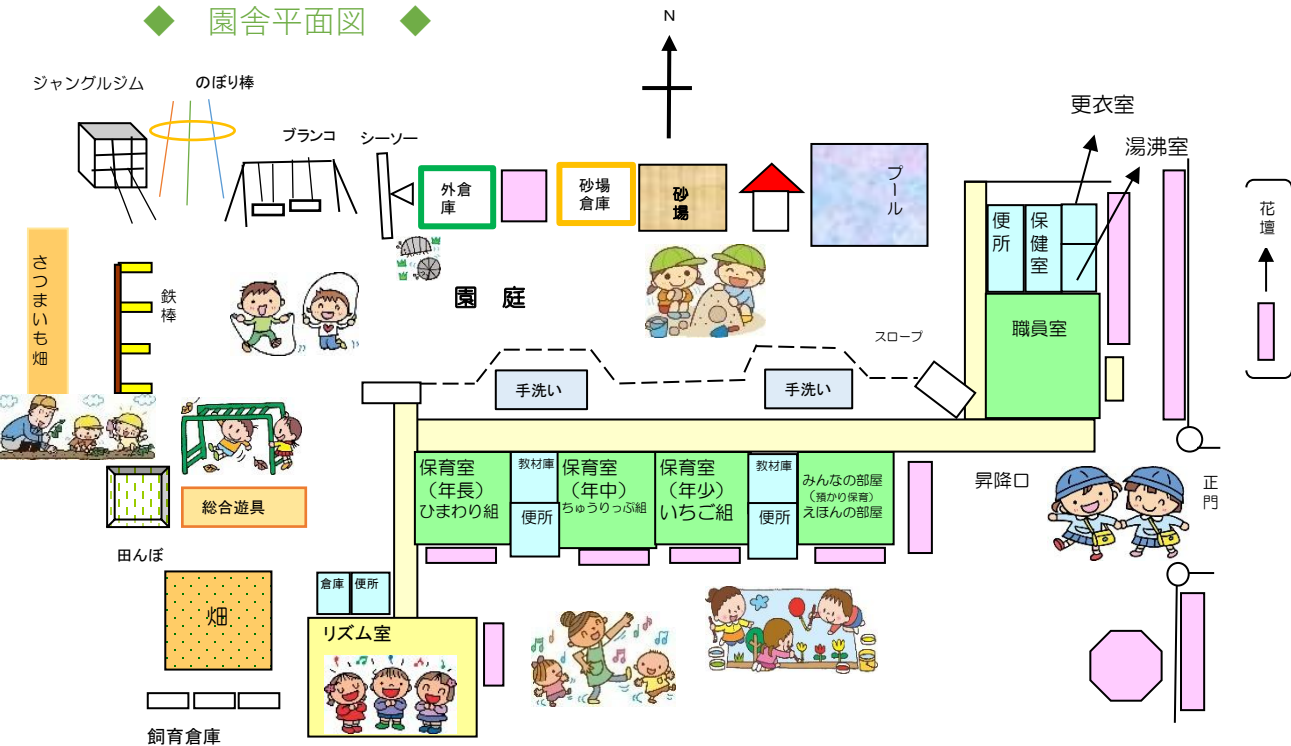 ◆ 園舎平面図 ◆
N
ジャングルジム
のぼり棒
ブランコ
シーソー
更衣室
湯沸室
外倉
庫
砂場
倉庫
砂場
プール
便所
保健室
花壇
さつまいも畑
鉄棒
園庭
職員室
スロープ
手洗い
手洗い
保育室
（年長）
ひまわり組
教材庫
便所
保育室
（年中）
ちゅうりっぷ組
保育室
（年少）
いちご組
教材庫
便所
みんなの部屋
（預かり保育）
えほんの部屋
昇降口
正門
総合遊具
田んぼ
畑
倉庫
便所
リズム室
飼育倉庫